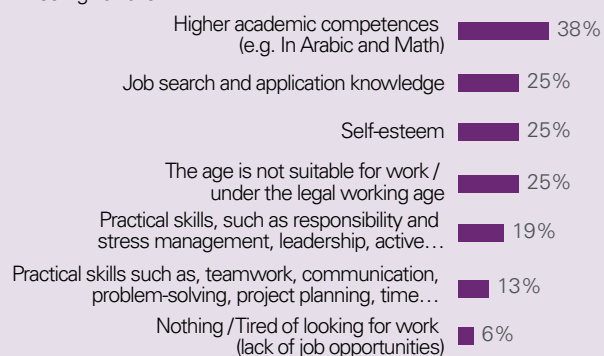 Higher academic competences
(e.g. In Arabic and Math)
38%
Job search and application knowledge
25%
Self-esteem
25%
The age is not suitable for work /
under the legal working age
25%
Practical skills, such as responsibility and
stress management, leadership, active…
19%
Practical skills such as, teamwork, communication,
problem-solving, project planning, time…
13%
Nothing /Tired of looking for work
(lack of job opportunities)
6%